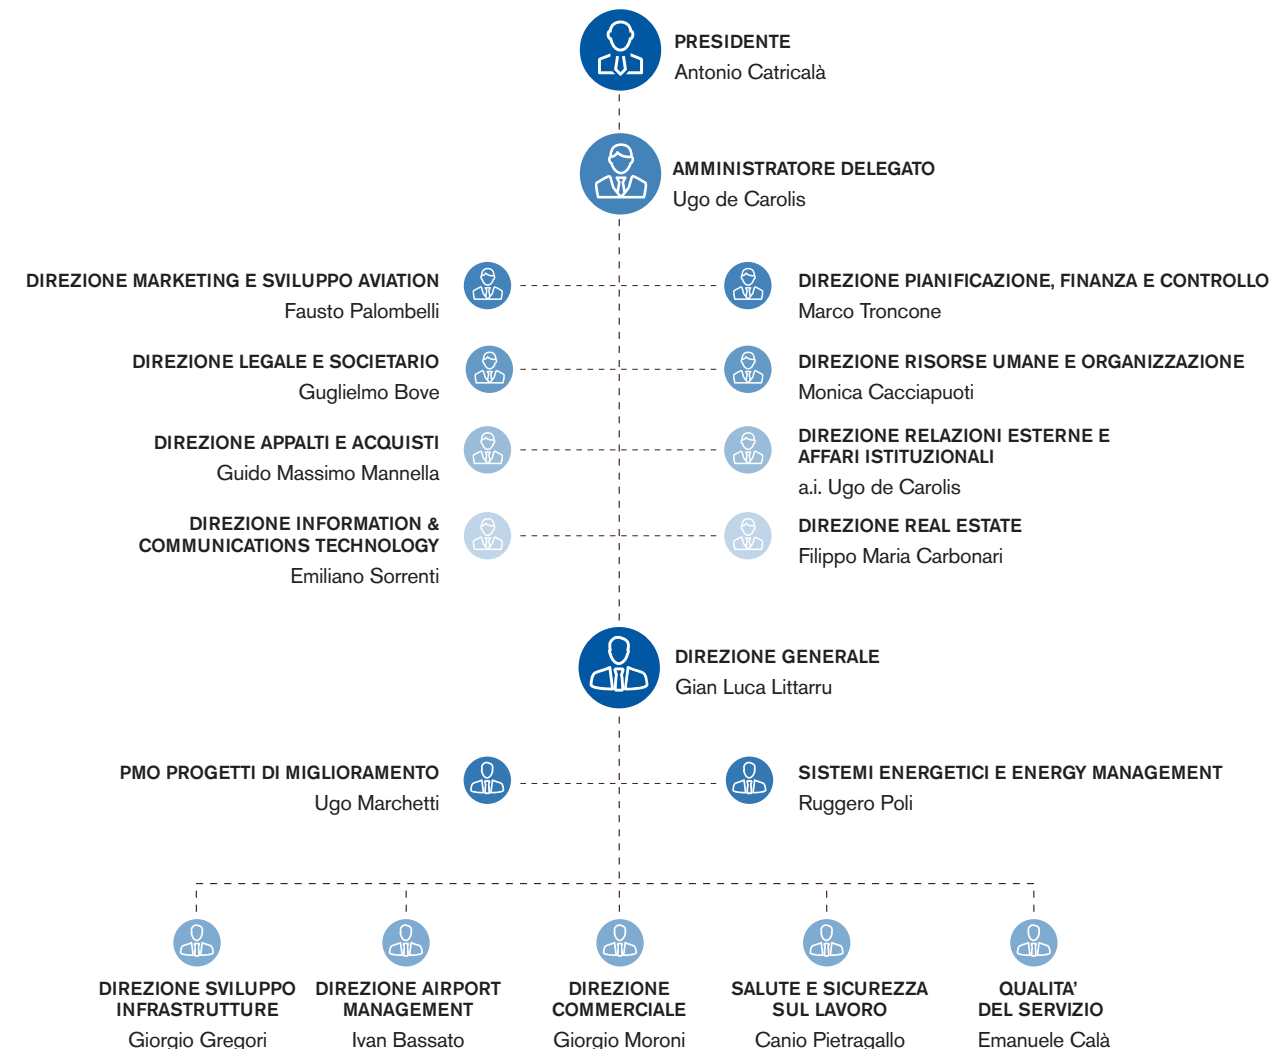 PRESIDENTE
Antonio Catricalà
AMMINISTRATORE DELEGATO
Ugo de Carolis
DIREZIONE MARKETING E SVILUPPO AVIATION
Fausto Palombelli
DIREZIONE PIANIFICAZIONE, FINANZA E CONTROLLO
Marco Troncone
DIREZIONE LEGALE E SOCIETARIO
Guglielmo Bove
DIREZIONE RISORSE UMANE E ORGANIZZAZIONE
Monica Cacciapuoti
DIREZIONE APPALTI E ACQUISTI
Guido Massimo Mannella
DIREZIONE RELAZIONI ESTERNE E
AFFARI ISTITUZIONALI
a.i. Ugo de Carolis
DIREZIONE INFORMATION &
COMMUNICATIONS TECHNOLOGY
Emiliano Sorrenti
DIREZIONE REAL ESTATE
Filippo Maria Carbonari
DIREZIONE GENERALE
Gian Luca Littarru
PMO PROGETTI DI MIGLIORAMENTO
Ugo Marchetti
SISTEMI ENERGETICI E ENERGY MANAGEMENT
Ruggero Poli
DIREZIONE SVILUPPO
INFRASTRUTTURE
Giorgio Gregori
DIREZIONE AIRPORT
MANAGEMENT
Ivan Bassato
DIREZIONE
COMMERCIALE
Giorgio Moroni
SALUTE E SICUREZZA
SUL LAVORO
Canio Pietragallo
QUALITA'
DEL SERVIZIO
Emanuele Calà